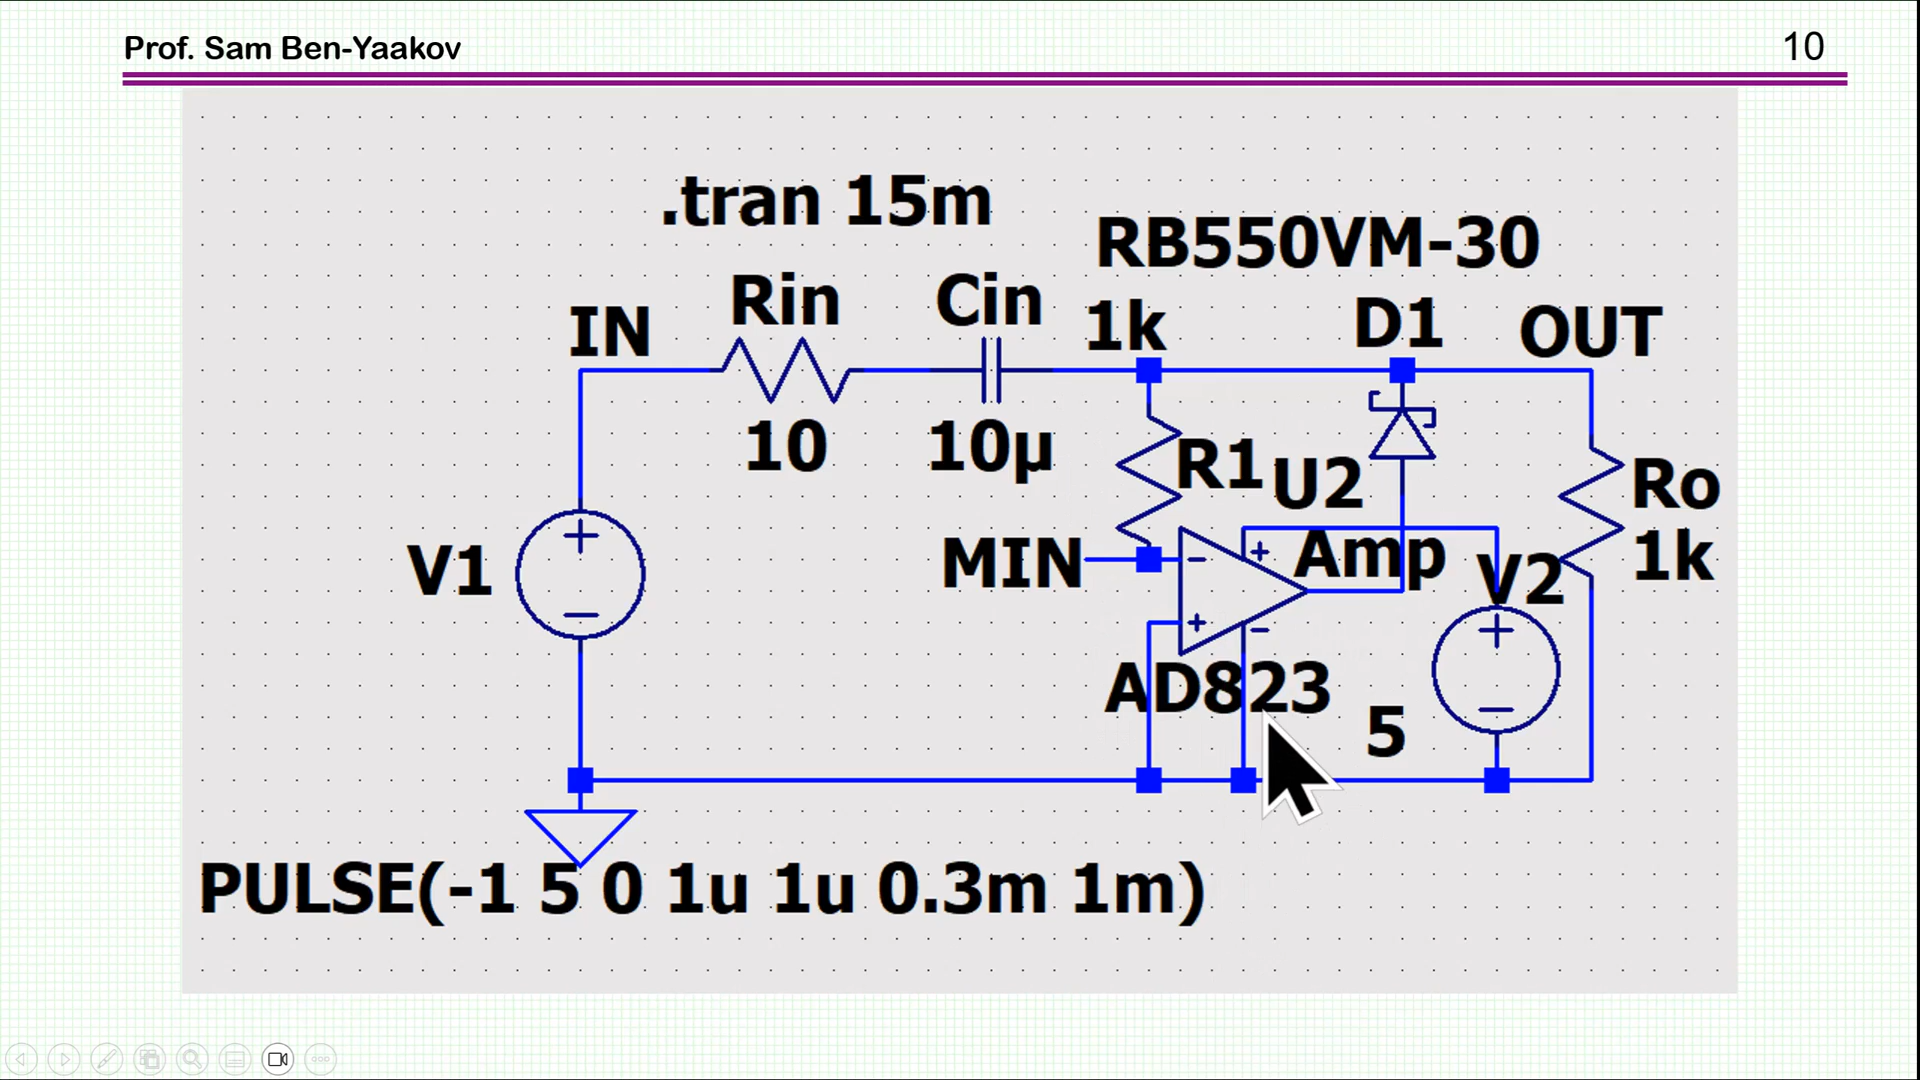 Prof. Sam Ben-Yaakov
10
.tran 15m
RB550VM-30
IN
Rin
Cin
1k
D1
OUT
10
10µ
R1
U2
Ro
1k
V1
MIN
Amp
V2
AD823
5
PULSE(-1 5 0 1u 1u 0.3m 1m)